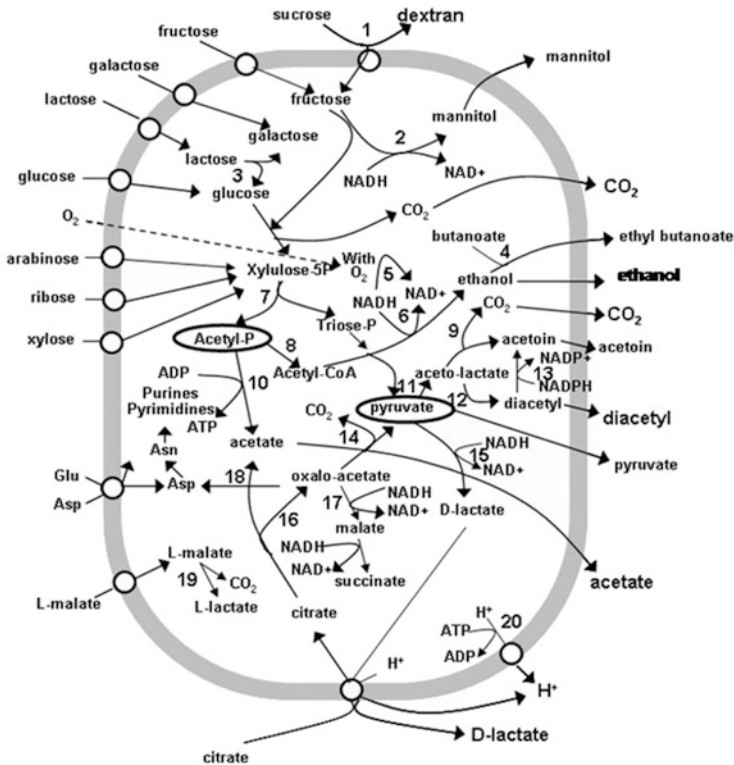 sucrose
1
dextran
fructose
galactose
mannitol
lactose
fructose
mannitol
galactose
2
lactose
3
NADH
NAD+
glucose
glucose
CO2
CO2
O2
butanoate
4
ethyl butanoate
arabinose
Xylulose-5P
With
O2
5
ethanol
ethanol
ribose
7
NADH
NAD+
CO2
CO2
Triose-P
6
xylose
Acetyl-P
8
9
acetoin
acetoin
NADP+
Acetyl-CoA
aceto-lactate
13
ADP
10
11
12
NADPH
Purines
Pyrimidines
CO2
pyruvate
diacetyl
diacetyl
ATP
acetate
14
NADH
15
NAD+
pyruvate
Asn
Glu
Asp
18
oxalo-acetate
Asp
17
NADH
NAD+
D-lactate
16
malate
L-malate
NADH
NAD+
succinate
acetate
19
CO2
L-malate
L-lactate
citrate
H+
20
ATP
ADP
H+
H+
D-lactate
citrate